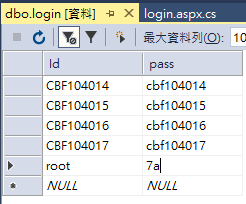 dbo.login [資料]
login.aspx.cs
最大資料列(O): 10
Id pass
CBF104014 cbf104014
CBF104015 cbf104015
CBF104016 cbf104016
CBF104017 cbf104017
root 7a
NULL NULL